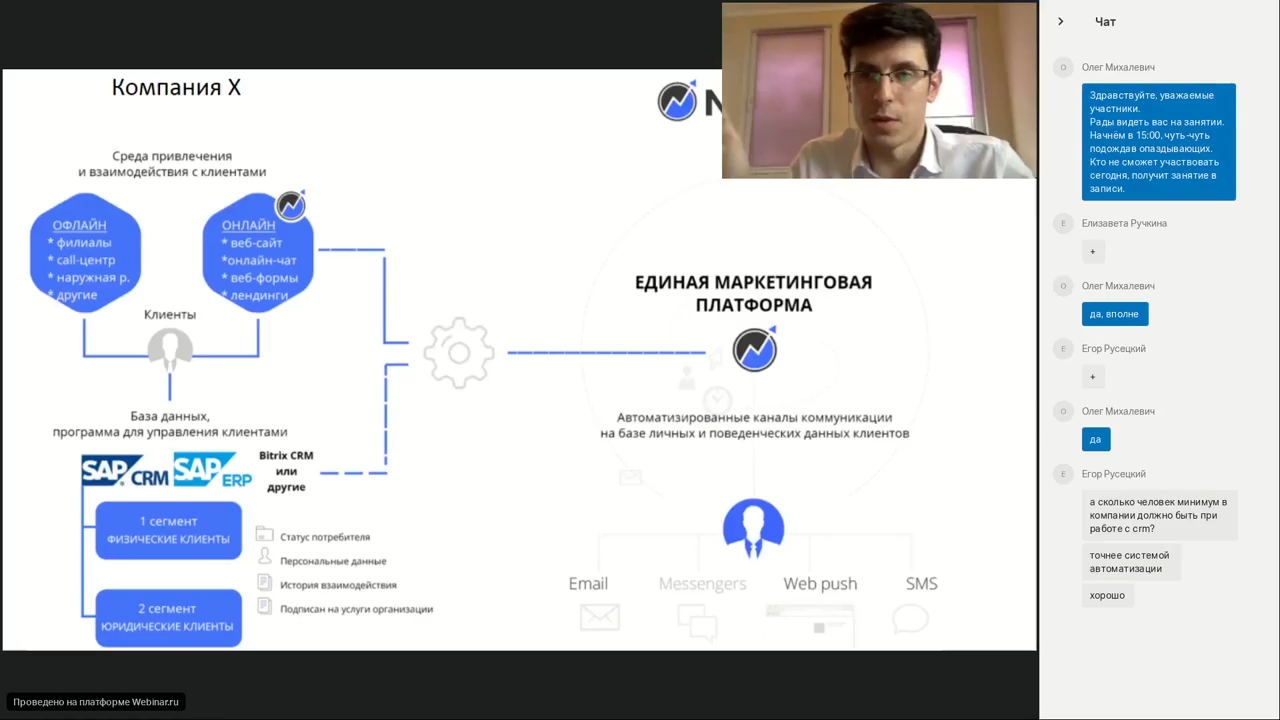 Компания X
N
Среда привлечения
и взаимодействия с клиентами
ОФЛАЙН
* филиалы
* call-центр
* наружная р.
* другие
ОНЛАЙН
* веб-сайт
*онлайн-чат
* веб-формы
* лендинги
Клиенты
База данных,
программа для управления клиентами
SAP CRM
SAP ERP
Bitrix CRM
или
другие
1 сегмент
ФИЗИЧЕСКИЕ КЛИЕНТЫ
2 сегмент
ЮРИДИЧЕСКИЕ КЛИЕНТЫ
Статус потребителя
Персональные данные
История взаимодействия
Подписан на услуги организации
ЕДИНАЯ МАРКЕТИНГОВАЯ
ПЛАТФОРМА
Автоматизированные каналы коммуникации
на базе личных и поведенческих данных клиентов
Email
Messengers
Web push
SMS
Проведено на платформе Webinar.ru
Чат
О
Олег Михалевич
Здравствуйте, уважаемые
участники.
Рады видеть вас на занятии.
Начнём в 15:00, чуть-чуть
подождав опаздывающих.
Кто не сможет участвовать
сегодня, получит занятие в
записи.
Е
Елизавета Ручкина
+
О
Олег Михалевич
да, вполне
Е
Егор Русецкий
+
О
Олег Михалевич
да
Е
Егор Русецкий
а сколько человек минимум в
компании должно быть при
работе с crm?
точнее системой
автоматизации
хорошо